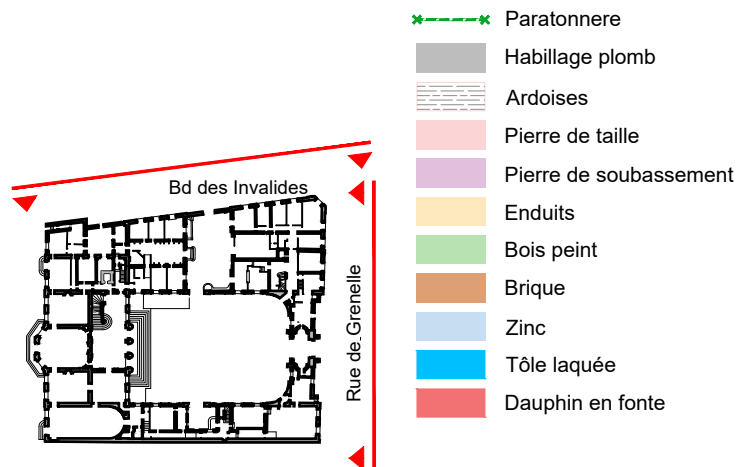 Paratonnere
Habillage plomb
Ardoises
Pierre de taille
Pierre de soubassement
Enduits
Bois peint
Brique
Zinc
Tôle laquée
Dauphin en fonte
Bd des Invalides
Rue de Grenelle